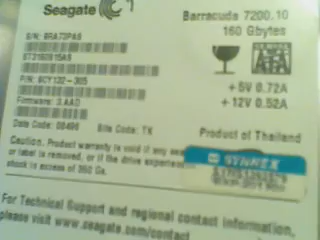 Seagate
Barracuda 7200.10
160 Gbytes
S/N:
P/N: 9CY132-305
Firmware: 3.AAD
Date Code: 08496 Site Code: TK
+5V 0.72A
+12V 0.52A
Product of Thailand
Caution: Product warranty is void if any seal
or label is removed, or if the drive experiences
shock in excess of 350 Gs.
SYNNEX
For Technical Support and regional contact information,
please visit www.seagate.com/contact